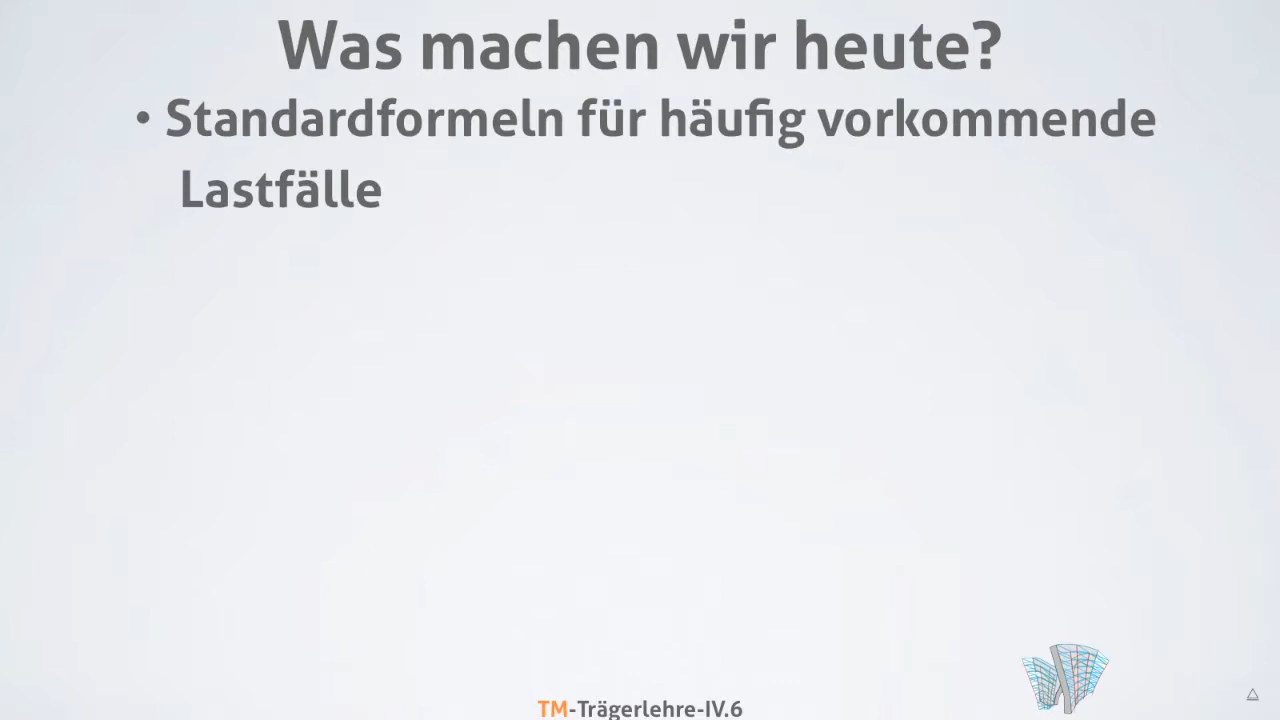 Was machen wir heute?
• Standardformeln für häufig vorkommende
Lastfälle
TM-Trägerlehre-IV.6